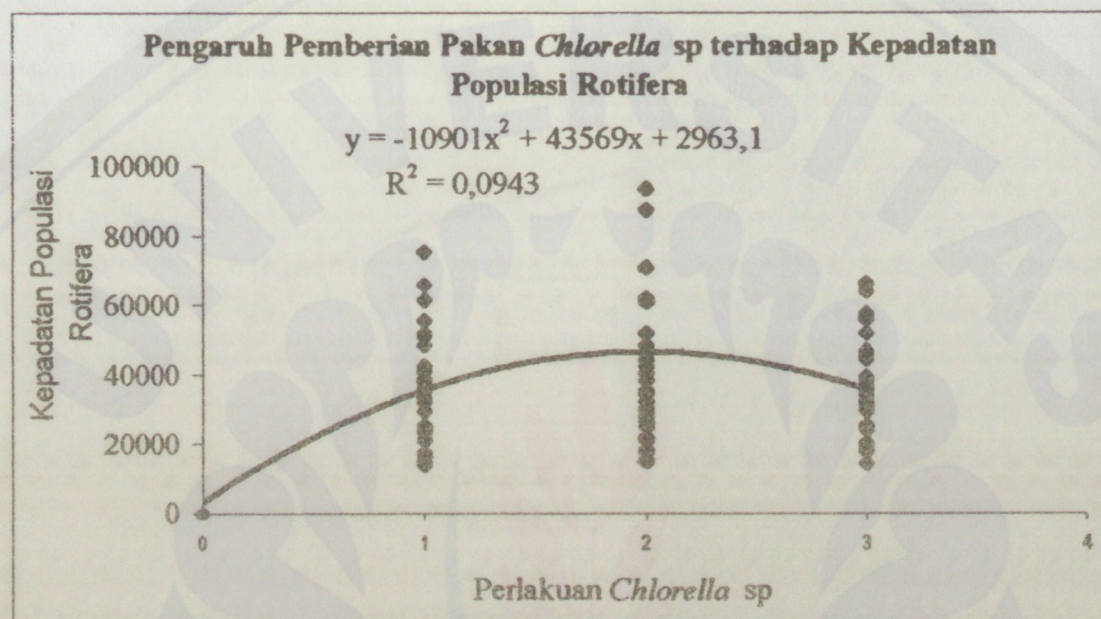 Pengaruh Pemberian Pakan Chlorella sp terhadap Kepadatan
Populasi Rotifera
y = -10901x² + 43569x + 2963,1
R² = 0,0943
Kepadatan Populasi
Rotifera
100000
80000
60000
40000
20000
0
0
1
2
3
4
Perlakuan Chlorella sp
UNIVERSITAS